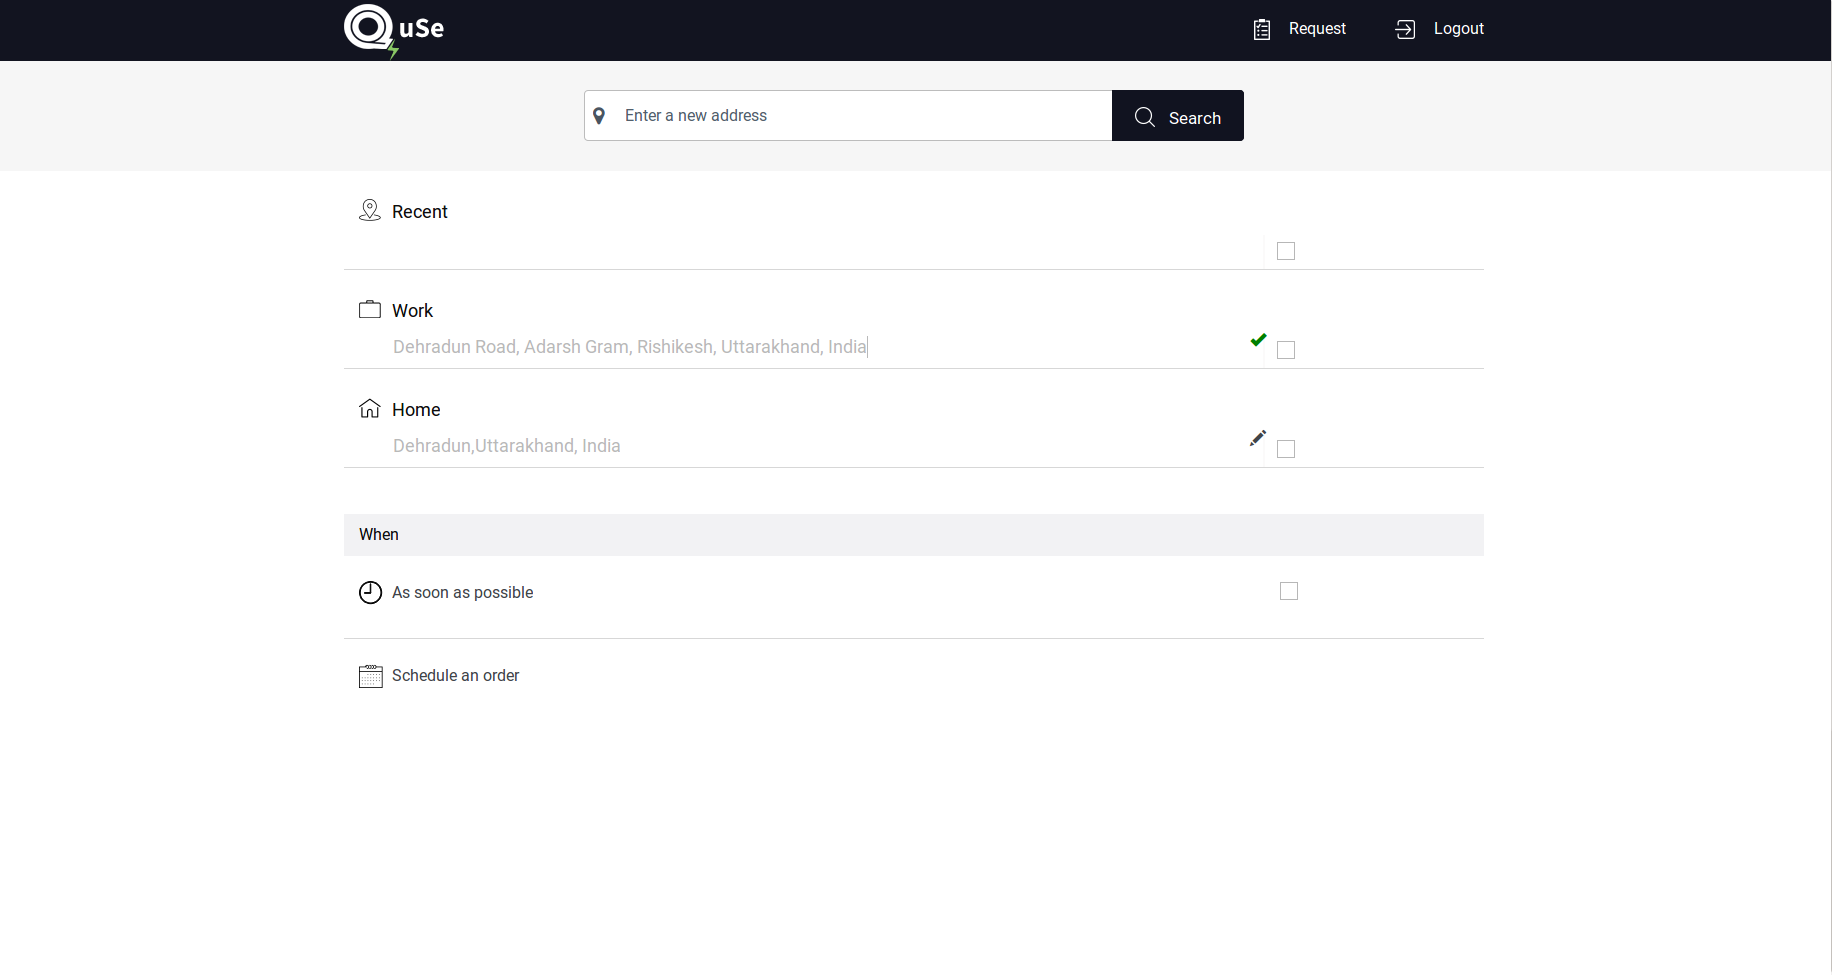 QuSe
Request
Logout
Enter a new address
Search
Recent
Work
Dehradun Road, Adarsh Gram, Rishikesh, Uttarakhand, India
Home
Dehradun,Uttarakhand, India
When
As soon as possible
Schedule an order